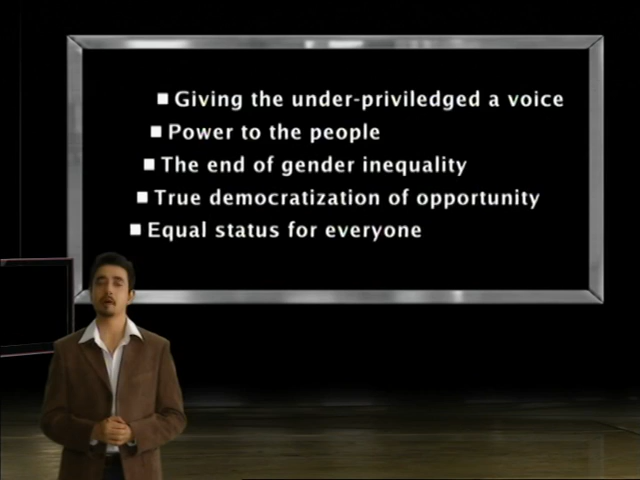 Giving the under-priviledged a voice
Power to the people
The end of gender inequality
True democratization of opportunity
Equal status for everyone